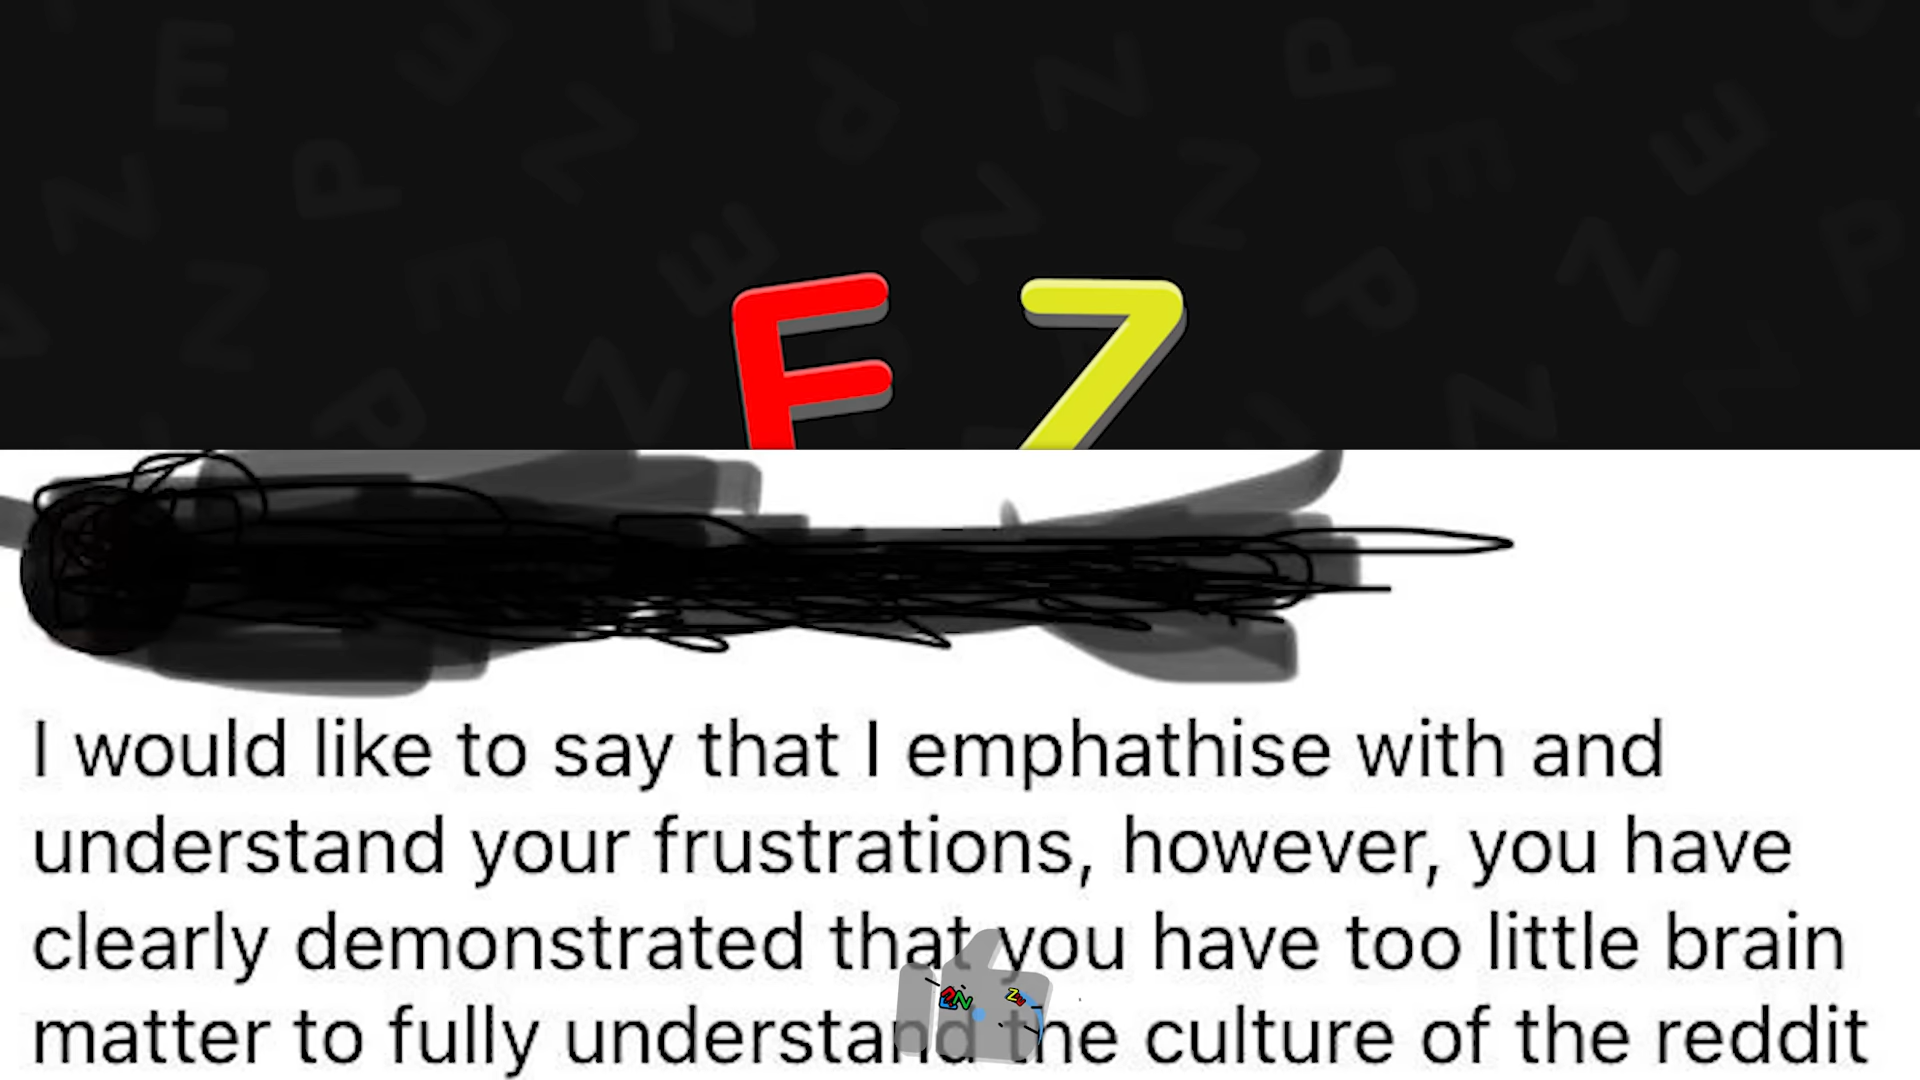 I would like to say that I emphathise with and
understand your frustrations, however, you have
clearly demonstrated that you have too little brain
matter to fully understand the culture of the reddit